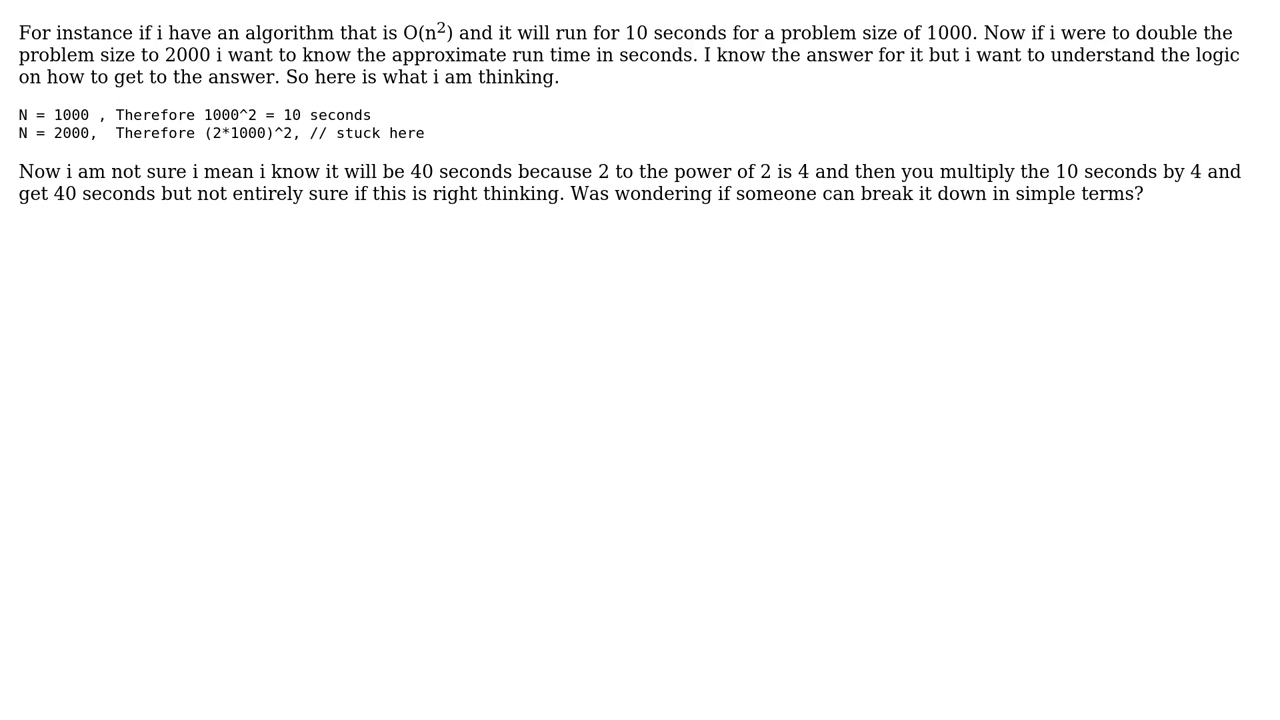 For instance if i have an algorithm that is O(n²) and it will run for 10 seconds for a problem size of 1000. Now if i were to double the
problem size to 2000 i want to know the approximate run time in seconds. I know the answer for it but i want to understand the logic
on how to get to the answer. So here is what i am thinking.
N = 1000 , Therefore 1000^2 = 10 seconds
N = 2000,  Therefore (2*1000)^2, // stuck here
Now i am not sure i mean i know it will be 40 seconds because 2 to the power of 2 is 4 and then you multiply the 10 seconds by 4 and
get 40 seconds but not entirely sure if this is right thinking. Was wondering if someone can break it down in simple terms?